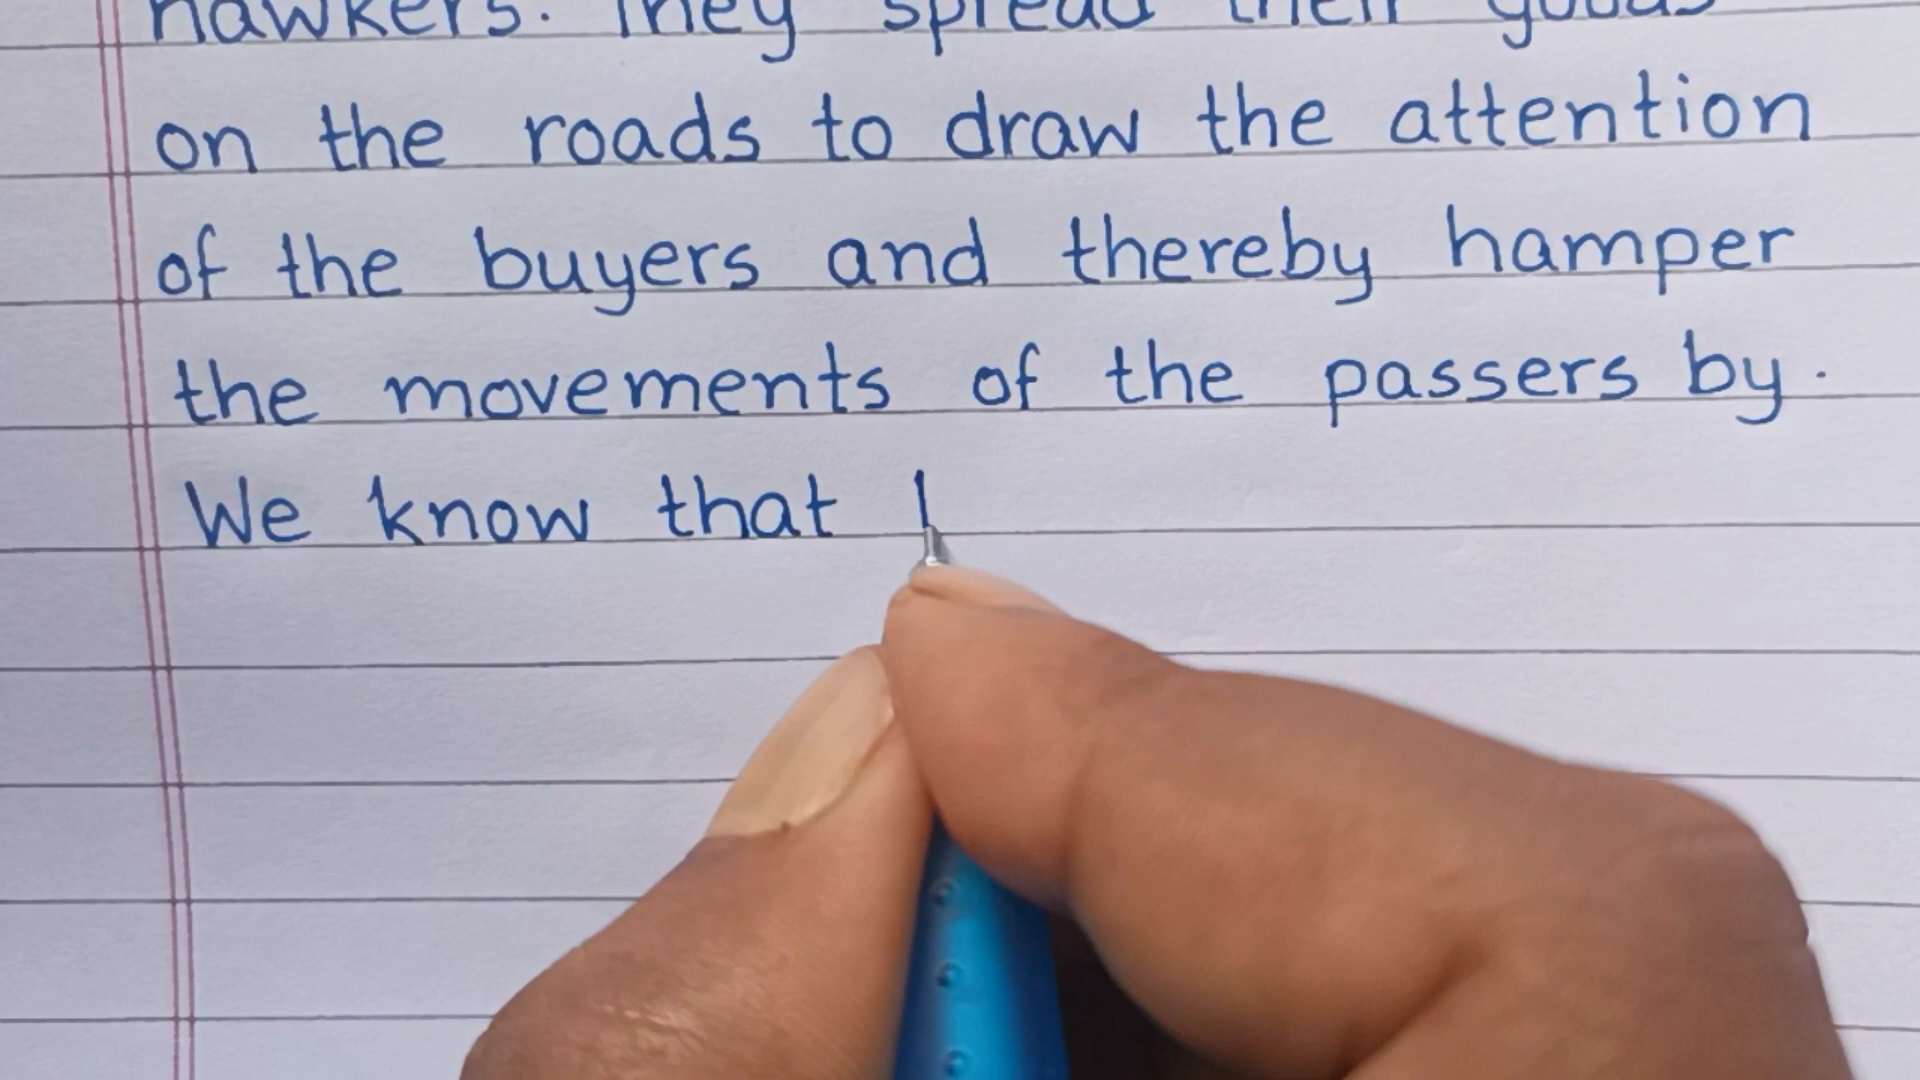 hawkers. They spread their goods
on the roads to draw the attention
of the buyers and thereby hamper
the movements of the passers by.
We know that